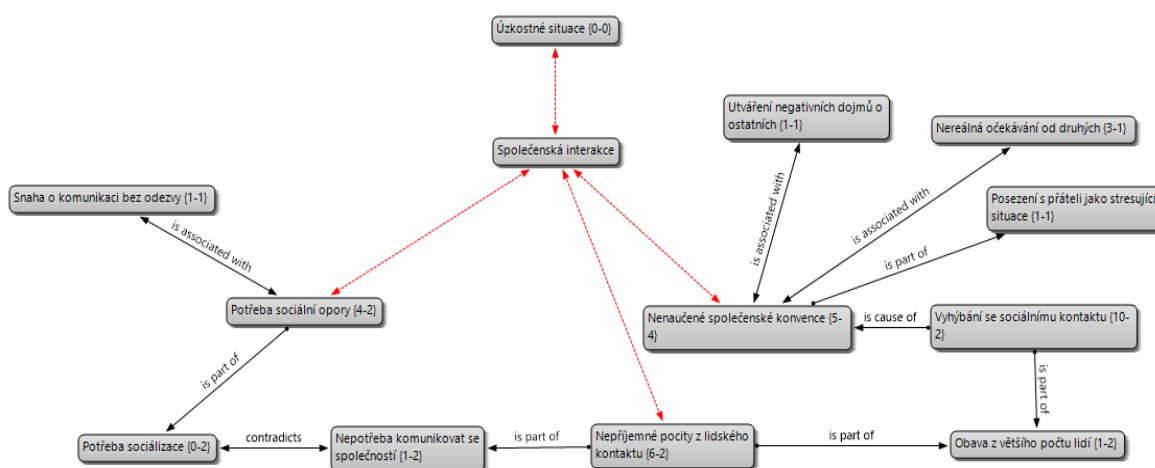 Úzkostné situace {0-0}
Utváření negativních dojmů o
ostatních {1-1}
Nereálná očekávání od druhých {3-1}
Společenská interakce
Snaha o komunikaci bez odezvy {1-1}
Posezení s přáteli jako stresující
situace {1-1}
is associated with
is associated with
is associated with
is part of
Potřeba sociální opory {4-2}
Nenaučené společenské konvence {5-
4}
is cause of
Vyhýbání se sociálnímu kontaktu {10-
2}
is part of
is part of
Potřeba sociálizace {0-2}
contradicts
Nepotřeba komunikovat se
společností {1-2}
is part of
Nepříjemné pocity z lidského
kontaktu {6-2}
is part of
Obava z většího počtu lidí {1-2}